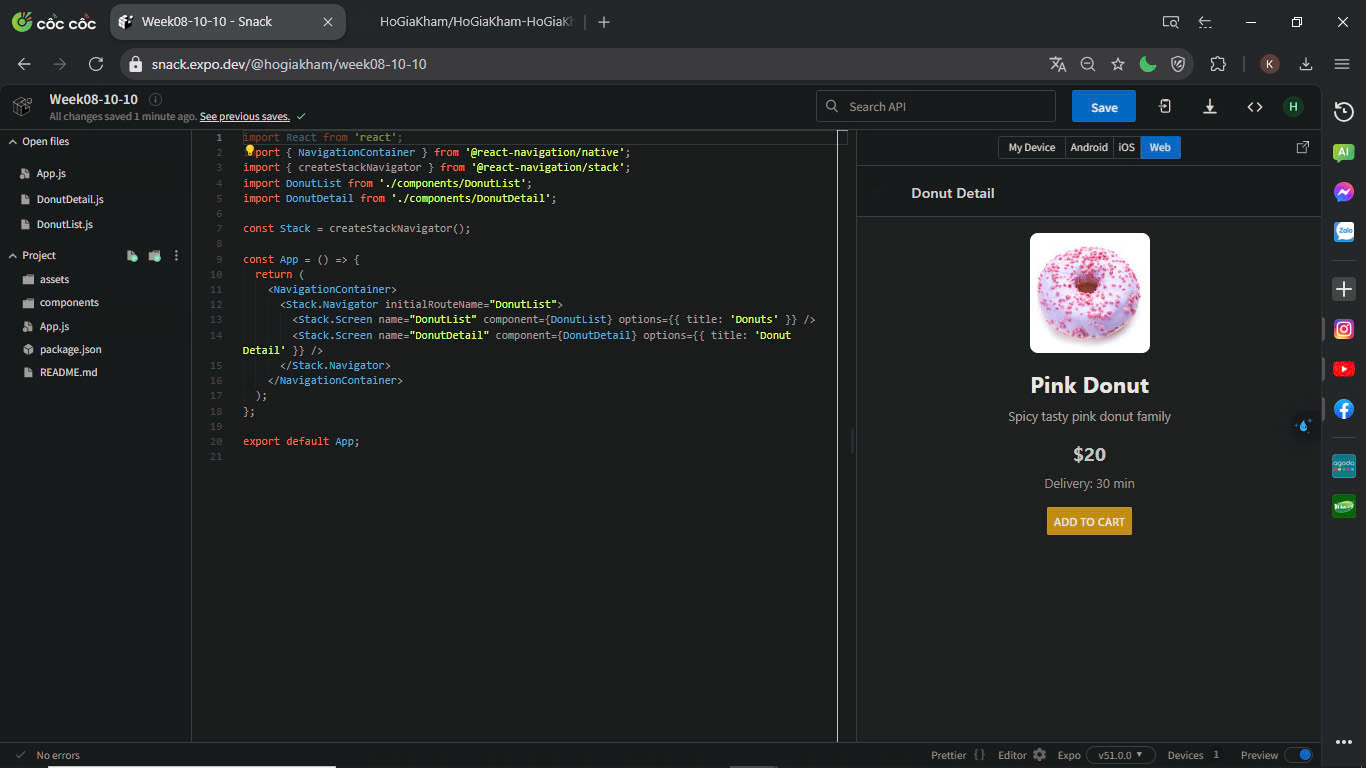 cốc cốc
Week08-10-10 - Snack
HoGiaKham/HoGiaKham-HoGiaKh
snack.expo.dev/@hogiakham/week08-10-10
K
Week08-10-10
All changes saved 1 minute ago. See previous saves.
Search API
Save
H
Open files
App.js
DonutDetail.js
DonutList.js
Project
assets
components
App.js
package.json
README.md
1 import React from 'react';
2 import { NavigationContainer } from '@react-navigation/native';
3 import { createStackNavigator } from '@react-navigation/stack';
4 import DonutList from './components/DonutList';
5 import DonutDetail from './components/DonutDetail';
6
7 const Stack = createStackNavigator();
8
9 const App = () => {
10 return (
11 <NavigationContainer>
12 <Stack.Navigator initialRouteName="DonutList">
13 <Stack.Screen name="DonutList" component={DonutList} options={{ title: 'Donuts' }} />
14 <Stack.Screen name="DonutDetail" component={DonutDetail} options={{ title: 'Donut
Detail' }} />
15 </Stack.Navigator>
16 </NavigationContainer>
17 );
18 };
19
20 export default App;
21
My Device Android iOS Web
Donut Detail
Pink Donut
Spicy tasty pink donut family
$20
Delivery: 30 min
ADD TO CART
AI
Zalo
agoda
No errors
Prettier { } Editor Expo v51.0.0 Devices 1 Preview